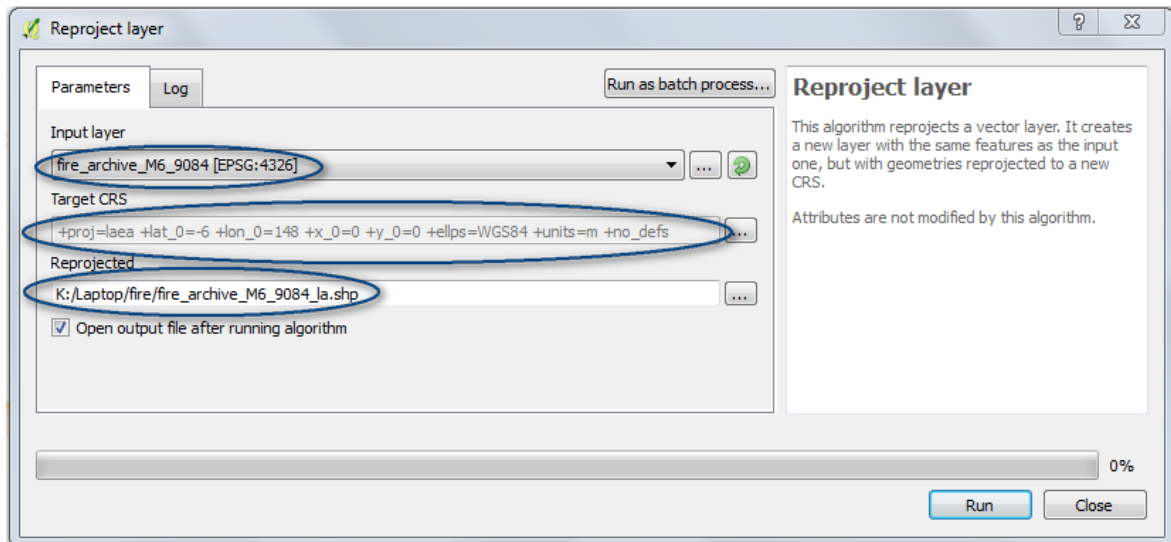 Reproject layer
Parameters
Log
Run as batch process...
Input layer
fire_archive_M6_9084 [EPSG:4326]
...
Target CRS
+proj=laea +lat_0=-6 +lon_0=148 +x_0=0 +y_0=0 +ellps=WGS84 +units=m +no_defs
...
Reprojected
K:/Laptop/fire/fire_archive_M6_9084_la.shp
...
Open output file after running algorithm
Reproject layer
This algorithm reprojects a vector layer. It creates
a new layer with the same features as the input
one, but with geometries reprojected to a new
CRS.
Attributes are not modified by this algorithm.
0%
Run
Close